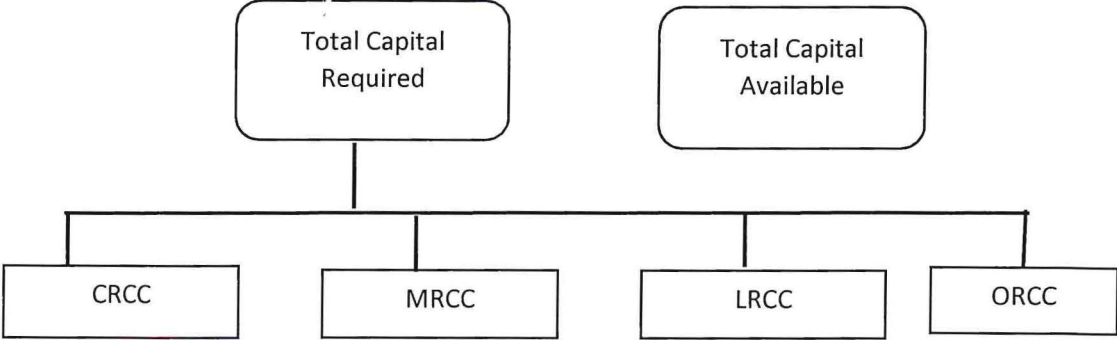 Total Capital
Required
Total Capital
Available
CRCC
MRCC
LRCC
ORCC